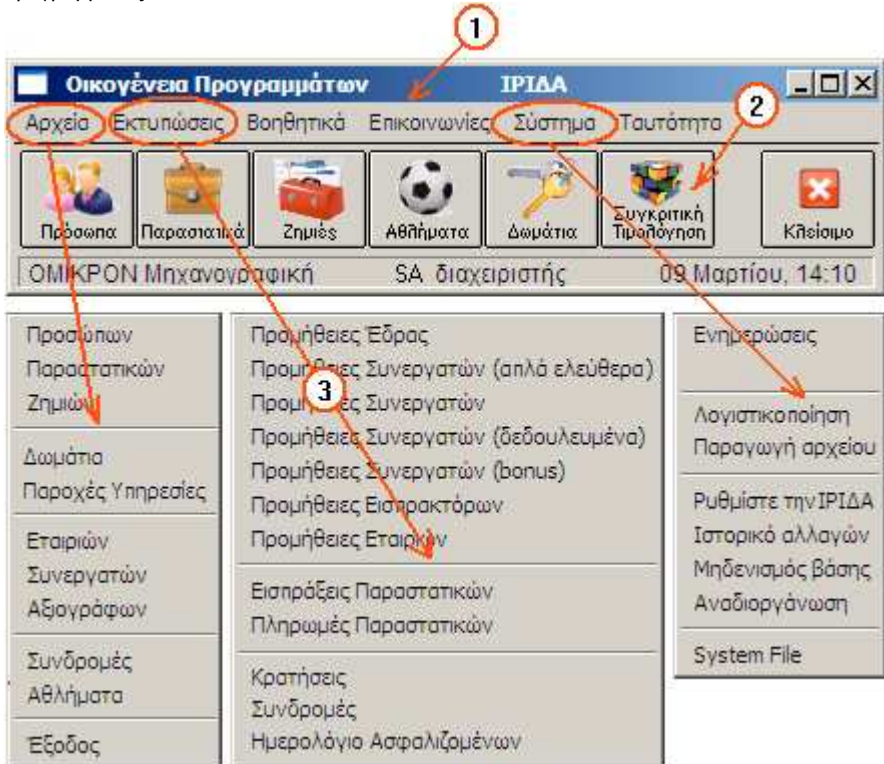 1
Οικογένεια Προγραμμάτων ΙΡΙΔΑ
2
Αρχεία Εκτυπώσεις Βοηθητικά Επικοινωνίες Σύστημα Ταυτότητα
Πρόσωπα Παραστατικά Ζημιές Αθλήματα Δωμάτια Συγκριτική Τιμολόγηση Κλείσιμο
ΟΜΙΚΡΟΝ Μηχανογραφική SA διαχειριστής 09 Μαρτίου, 14:10
Προσώπων
Παραστατικών
Ζημιών
Δωμάτια
Παροχές Υπηρεσίες
Εταιριών
Συνεργατών
Αξιογράφων
Συνδρομές
Αθλήματα
Έξοδος
Προμήθειες Έδρας
Προμήθειες Συνεργατών (απλά ελεύθερα)
3
Προμήθειες Συνεργατών
Προμήθειες Συνεργατών (δεδουλευμένα)
Προμήθειες Συνεργατών (bonus)
Προμήθειες Εισπρακτόρων
Προμήθειες Εταιριών
Εισπράξεις Παραστατικών
Πληρωμές Παραστατικών
Κρατήσεις
Συνδρομές
Ημερολόγιο Ασφαλιζομένων
Ενημερώσεις
Λογιστικοποίηση
Παραγωγή αρχείου
Ρυθμίστε την ΙΡΙΔΑ
Ιστορικό αλλαγών
Μηδενισμός βάσης
Αναδιοργάνωση
System File